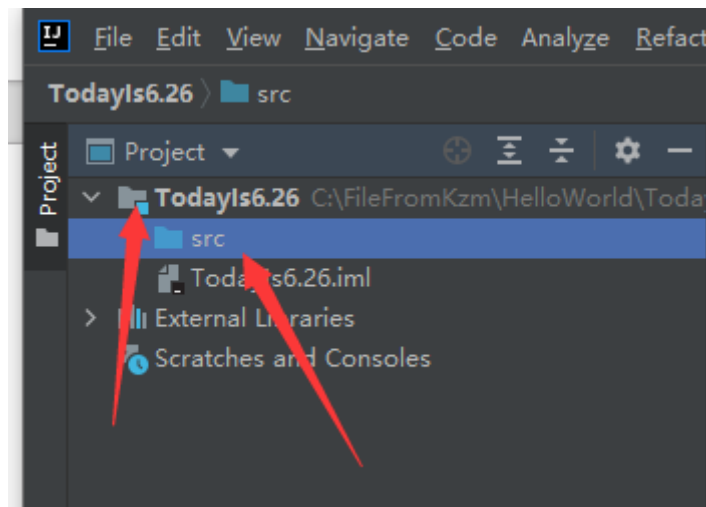 IJ File Edit View Navigate Code Analyze Refact
TodayIs6.26 〉 src
Project
Project
TodayIs6.26 C:\FileFromKzm\HelloWorld\Toda
src
TodayIs6.26.iml
External Libraries
Scratches and Consoles